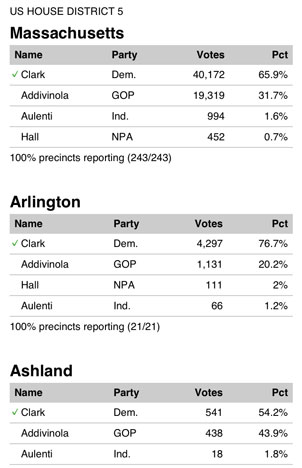 US HOUSE DISTRICT 5
Massachusetts
Name Party Votes Pct
✓ Clark Dem. 40,172 65.9%
Addivinola GOP 19,319 31.7%
Aulenti Ind. 994 1.6%
Hall NPA 452 0.7%
100% precincts reporting (243/243)
Arlington
Name Party Votes Pct
✓ Clark Dem. 4,297 76.7%
Addivinola GOP 1,131 20.2%
Hall NPA 111 2%
Aulenti Ind. 66 1.2%
100% precincts reporting (21/21)
Ashland
Name Party Votes Pct
✓ Clark Dem. 541 54.2%
Addivinola GOP 438 43.9%
Aulenti Ind. 18 1.8%